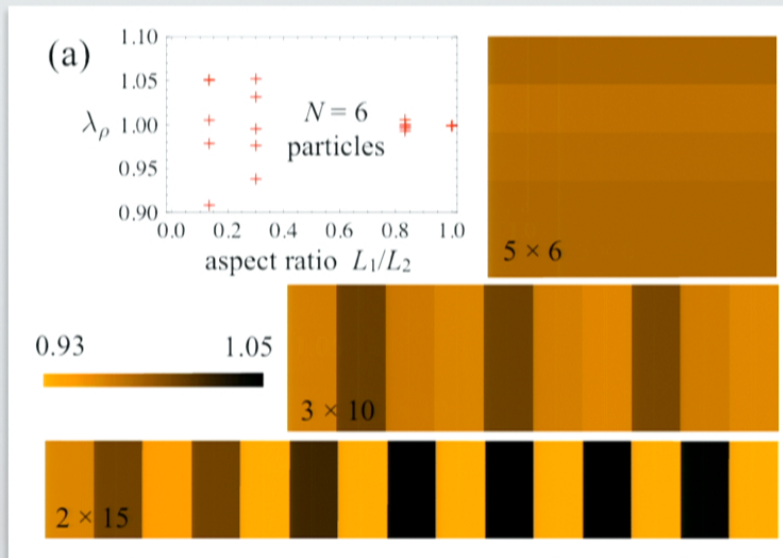 (a)
1.10
1.05
λρ 1.00
0.95
0.90
N = 6
particles
0.0 0.2 0.4 0.6 0.8 1.0
aspect ratio L₁/L₂
5 × 6
0.93 1.05
3 × 10
2 × 15